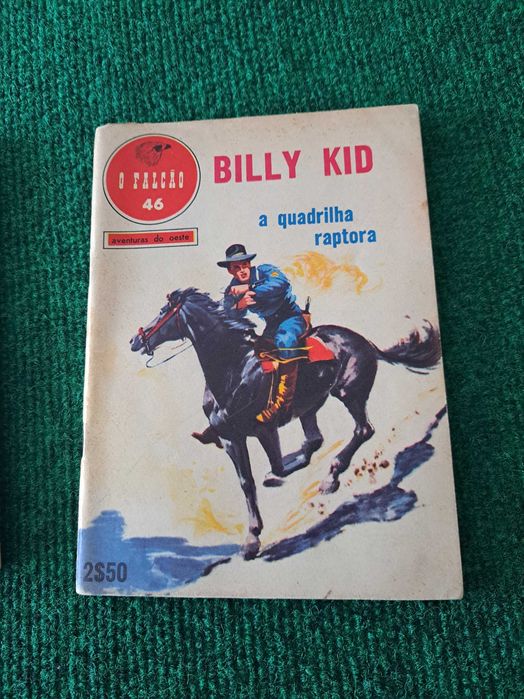 O FALCÃO
46
aventuras do oeste
BILLY KID
a quadrilha
raptora
2$50